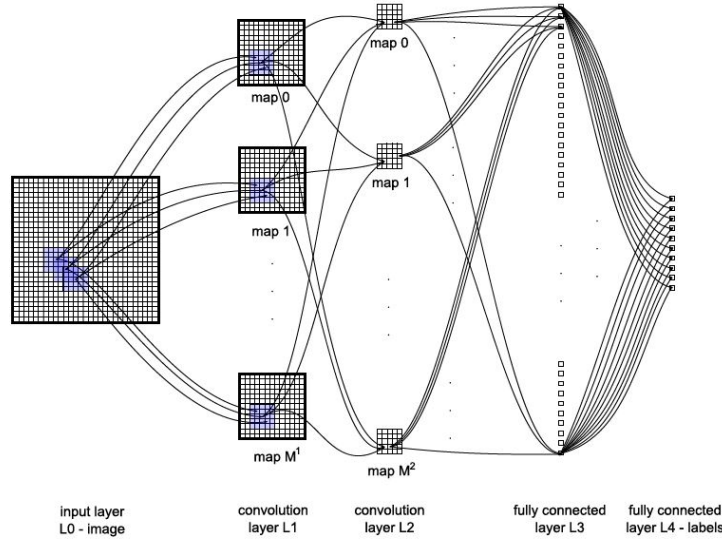 map 0
map 0
map 1
map 1
map M¹
map M²
input layer
L0 - image
convolution
layer L1
convolution
layer L2
fully connected
layer L3
fully connected
layer L4 - labels